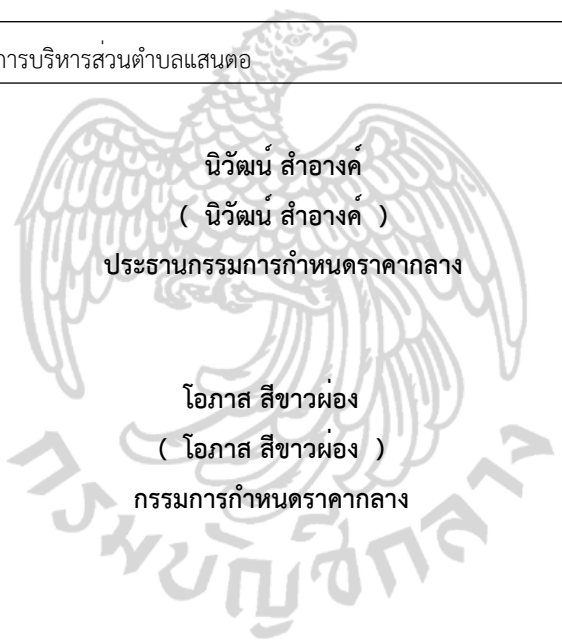 การบริหารส่วนตำบลแสนตอ
นิวัฒน์ สำอางค์
( นิวัฒน์ สำอางค์ )
ประธานกรรมการกำหนดราคากลาง
โอภาส สีขาวผ่อง
( โอภาส สีขาวผ่อง )
กรรมการกำหนดราคากลาง
กรมบัญชีกลาง